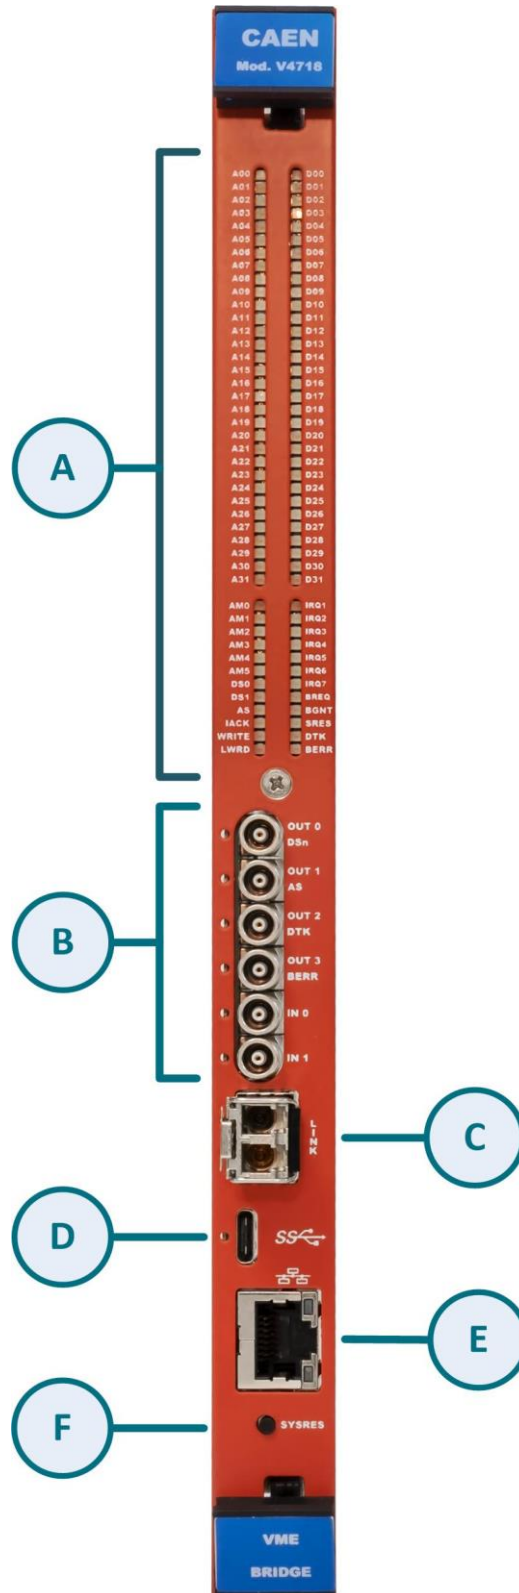 CAEN
Mod. V4718
A00 D00
A01 D01
A02 D02
A03 D03
A04 D04
A05 D05
A06 D06
A07 D07
A08 D08
A09 D09
A10 D10
A11 D11
A12 D12
A13 D13
A14 D14
A15 D15
A16 D16
A17 D17
A18 D18
A19 D19
A20 D20
A21 D21
A22 D22
A23 D23
A24 D24
A25 D25
A26 D26
A27 D27
A28 D28
A29 D29
A30 D30
A31 D31
A
AM0 IRQ1
AM1 IRQ2
AM2 IRQ3
AM3 IRQ4
AM4 IRQ5
AM5 IRQ6
DS0 IRQ7
DS1 BREQ
AS BGNT
IACK SRES
WRITE DTK
LWRD BERR
OUT 0
DSn
OUT 1
AS
B
OUT 2
DTK
OUT 3
BERR
IN 0
IN 1
LINK
C
D
SS
E
F
SYSRES
VME
BRIDGE